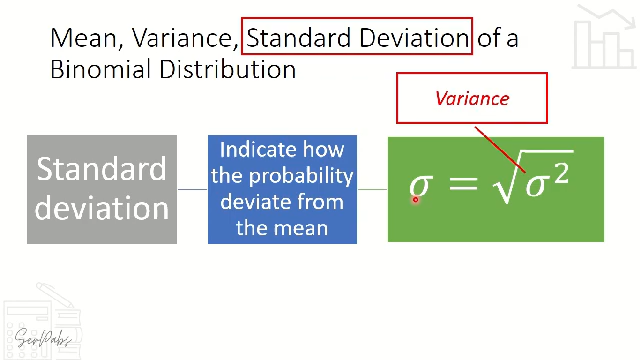 Mean, Variance, Standard Deviation of a
Binomial Distribution
Variance
Standard
deviation
Indicate how
the probability
deviate from
the mean
σ = √σ²
SerPabs